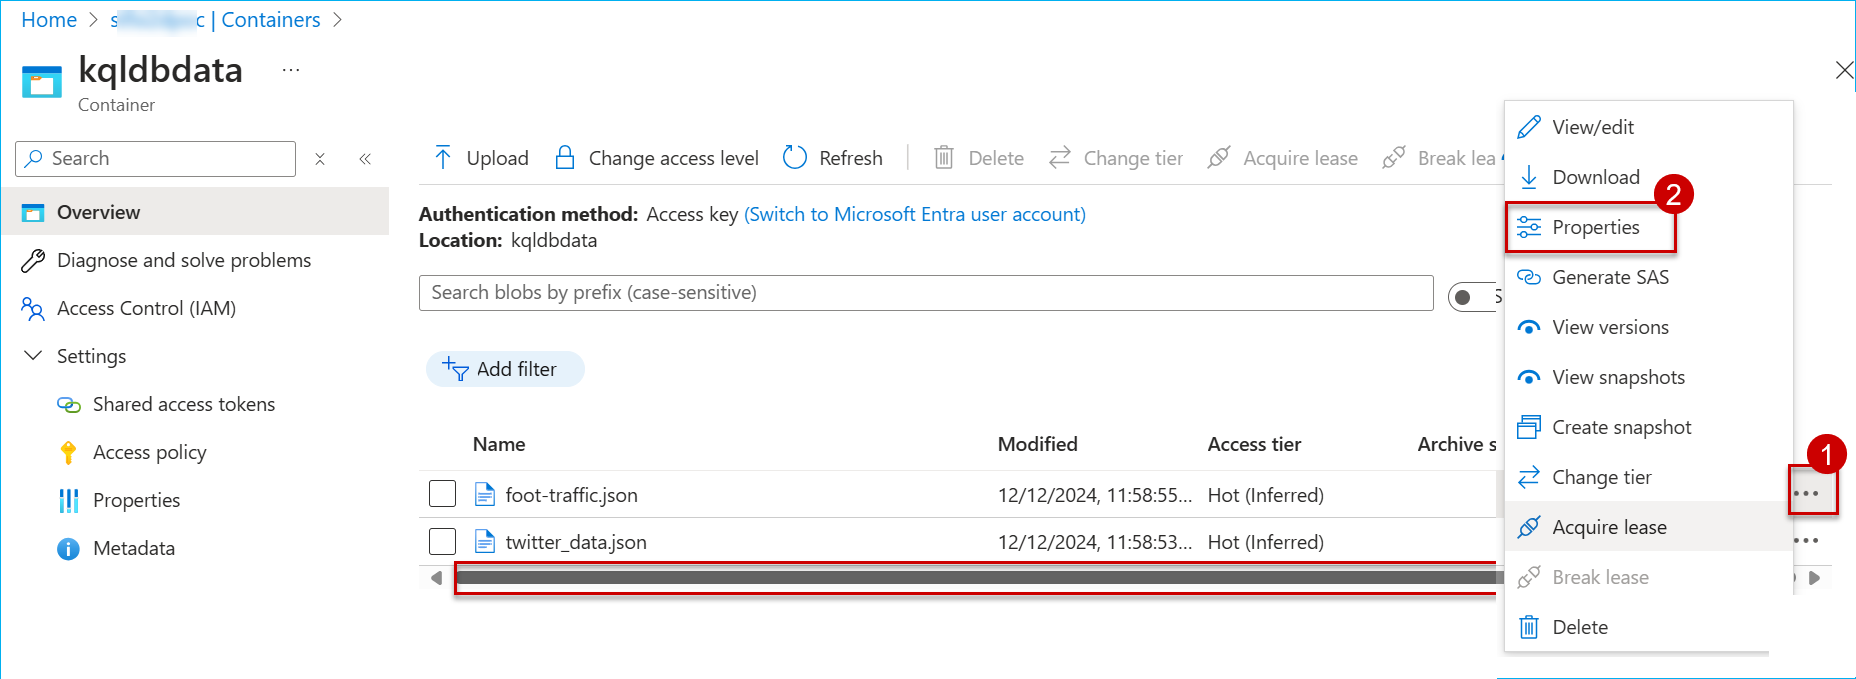 Home > | Containers >
kqldbdata ...
Container
Search
Upload Change access level Refresh Delete Change tier Acquire lease Break lea
Overview
Diagnose and solve problems
Access Control (IAM)
Settings
Shared access tokens
Access policy
Properties
Metadata
Authentication method: Access key (Switch to Microsoft Entra user account)
Location: kqldbdata
Search blobs by prefix (case-sensitive)
S
Add filter
Name Modified Access tier Archive s
foot-traffic.json 12/12/2024, 11:58:55... Hot (Inferred)
twitter_data.json 12/12/2024, 11:58:53... Hot (Inferred)
View/edit
Download
2
Properties
Generate SAS
View versions
View snapshots
Create snapshot
1
Change tier
Acquire lease
Break lease
Delete